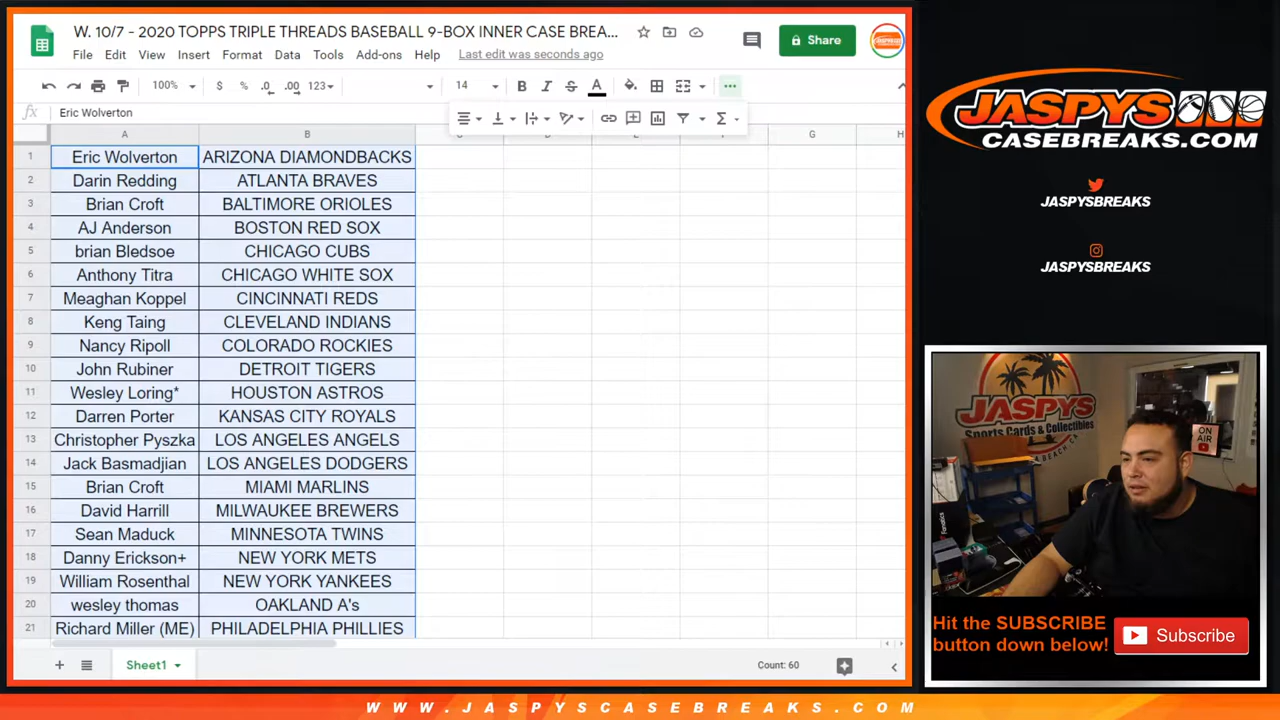 W. 10/7 - 2020 TOPPS TRIPLE THREADS BASEBALL 9-BOX INNER CASE BREA...
File Edit View Insert Format Data Tools Add-ons Help Last edit was seconds ago
Share
100% $ % .0 .00 123 14 B I S A
fx Eric Wolverton
A B G H
1 Eric Wolverton ARIZONA DIAMONDBACKS
2 Darin Redding ATLANTA BRAVES
3 Brian Croft BALTIMORE ORIOLES
4 AJ Anderson BOSTON RED SOX
5 brian Bledsoe CHICAGO CUBS
6 Anthony Titra CHICAGO WHITE SOX
7 Meaghan Koppel CINCINNATI REDS
8 Keng Taing CLEVELAND INDIANS
9 Nancy Ripoll COLORADO ROCKIES
10 John Rubiner DETROIT TIGERS
11 Wesley Loring* HOUSTON ASTROS
12 Darren Porter KANSAS CITY ROYALS
13 Christopher Pyszka LOS ANGELES ANGELS
14 Jack Basmadjian LOS ANGELES DODGERS
15 Brian Croft MIAMI MARLINS
16 David Harrill MILWAUKEE BREWERS
17 Sean Maduck MINNESOTA TWINS
18 Danny Erickson+ NEW YORK METS
19 William Rosenthal NEW YORK YANKEES
20 wesley thomas OAKLAND A's
21 Richard Miller (ME) PHILADELPHIA PHILLIES
Sheet1
Count: 60
JASPYS
CASEBREAKS.COM
JASPYSBREAKS
JASPYSBREAKS
JASPYS
Sports Cards & Collectibles
ON
AIR
Fanatics
Hit the SUBSCRIBE
button down below!
Subscribe
WWW.JASPYSCASEBREAKS.COM